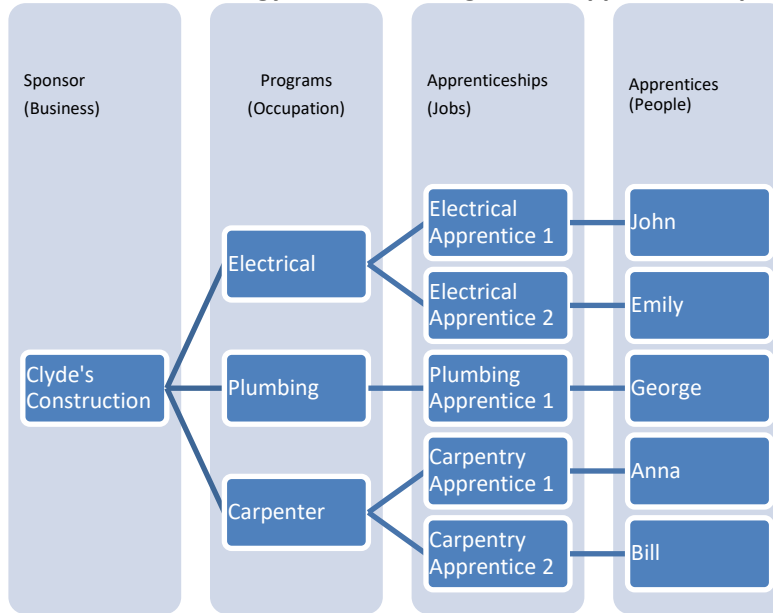 Sponsor
(Business)
Programs
(Occupation)
Apprenticeships
(Jobs)
Apprentices
(People)
Clyde's
Construction
Electrical
Plumbing
Carpenter
Electrical
Apprentice 1
Electrical
Apprentice 2
Plumbing
Apprentice 1
Carpentry
Apprentice 1
Carpentry
Apprentice 2
John
Emily
George
Anna
Bill